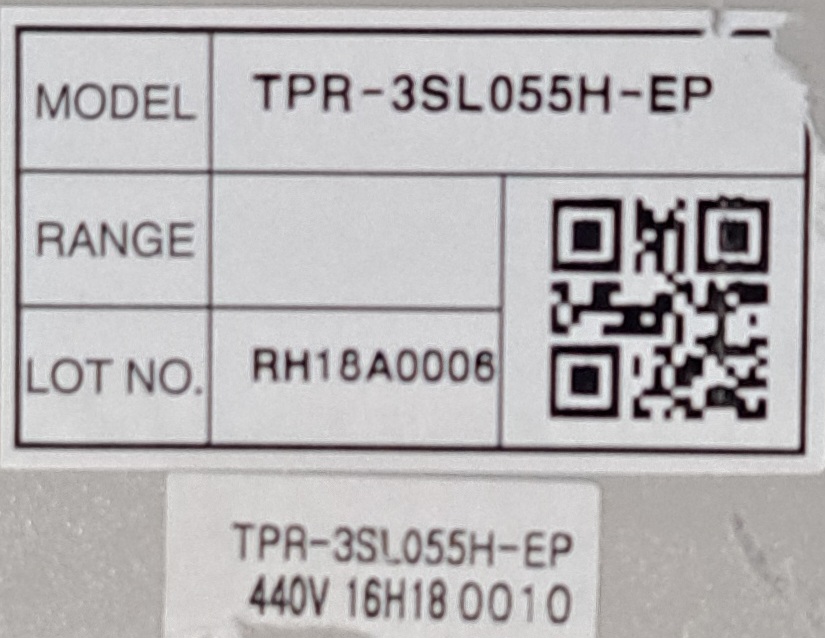 MODEL TPR-3SL055H-EP
RANGE
LOT NO. RH18A0006
TPR-3SL055H-EP
440V 16H18 0010